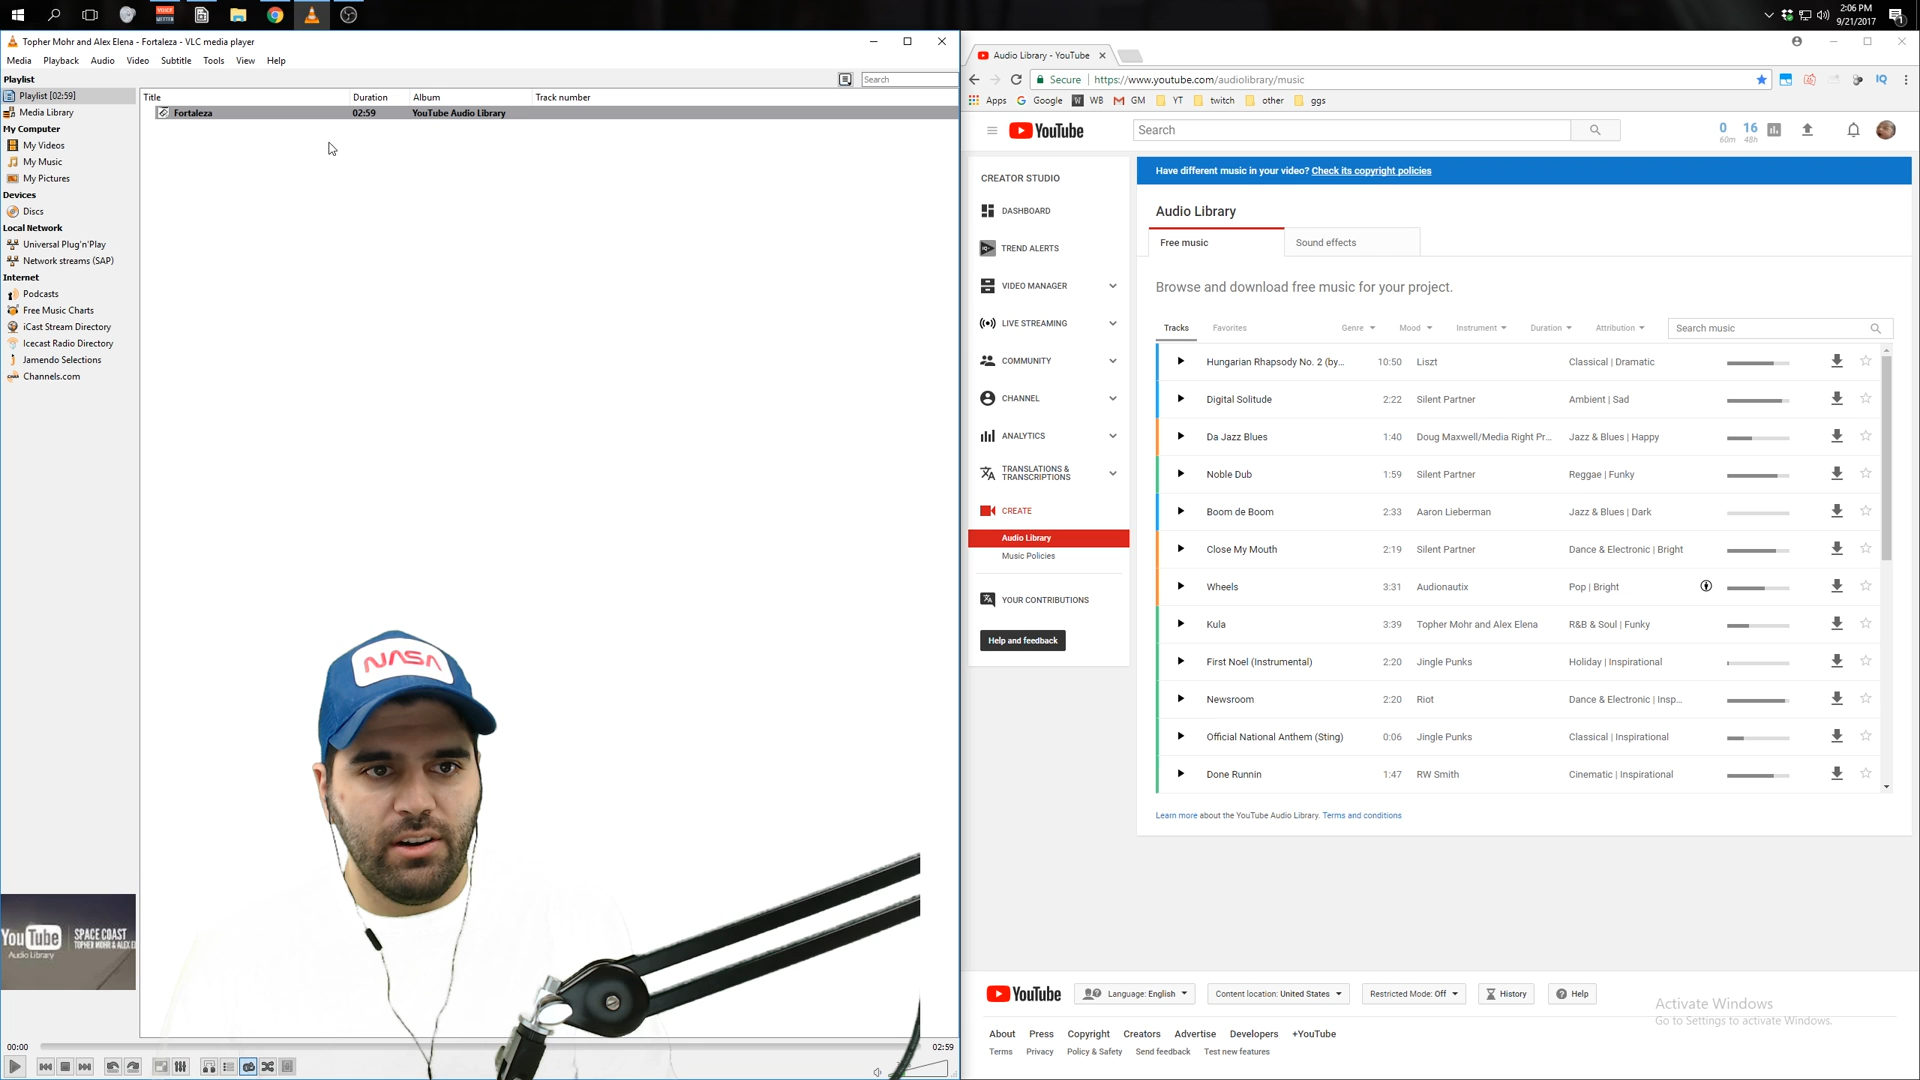 2:06 PM
9/21/2017
VOICE MEETER
Topher Mohr and Alex Elena - Fortaleza - VLC media player
Media Playback Audio Video Subtitle Tools View Help
Playlist
Search
Playlist [02:59]
Media Library
My Computer
My Videos
My Music
My Pictures
Devices
Discs
Local Network
Universal Plug'n'Play
Network streams (SAP)
Internet
Podcasts
Free Music Charts
iCast Stream Directory
Icecast Radio Directory
Jamendo Selections
Channels.com
Title Duration Album Track number
Fortaleza 02:59 YouTube Audio Library
NASA
YouTube
Audio Library
SPACE COAST
TOPHER MOHR & ALEX E
00:00
02:59
Audio Library - YouTube
Secure https://www.youtube.com/audiolibrary/music
IQ
Apps Google WB GM YT twitch other ggs
YouTube
Search
0 16
60m 48h
CREATOR STUDIO
DASHBOARD
TREND ALERTS
VIDEO MANAGER
LIVE STREAMING
COMMUNITY
CHANNEL
ANALYTICS
TRANSLATIONS &
TRANSCRIPTIONS
CREATE
Audio Library
Music Policies
YOUR CONTRIBUTIONS
Help and feedback
Have different music in your video? Check its copyright policies
Audio Library
Free music Sound effects
Browse and download free music for your project.
Tracks Favorites Genre Mood Instrument Duration Attribution Search music
Hungarian Rhapsody No. 2 (by... 10:50 Liszt Classical | Dramatic
Digital Solitude 2:22 Silent Partner Ambient | Sad
Da Jazz Blues 1:40 Doug Maxwell/Media Right Pr... Jazz & Blues | Happy
Noble Dub 1:59 Silent Partner Reggae | Funky
Boom de Boom 2:33 Aaron Lieberman Jazz & Blues | Dark
Close My Mouth 2:19 Silent Partner Dance & Electronic | Bright
Wheels 3:31 Audionautix Pop | Bright
Kula 3:39 Topher Mohr and Alex Elena R&B & Soul | Funky
First Noel (Instrumental) 2:20 Jingle Punks Holiday | Inspirational
Newsroom 2:20 Riot Dance & Electronic | Insp...
Official National Anthem (Sting) 0:06 Jingle Punks Classical | Inspirational
Done Runnin 1:47 RW Smith Cinematic | Inspirational
Learn more about the YouTube Audio Library. Terms and conditions
YouTube Language: English Content location: United States Restricted Mode: Off History Help
Activate Windows
Go to Settings to activate Windows.
About Press Copyright Creators Advertise Developers +YouTube
Terms Privacy Policy & Safety Send feedback Test new features